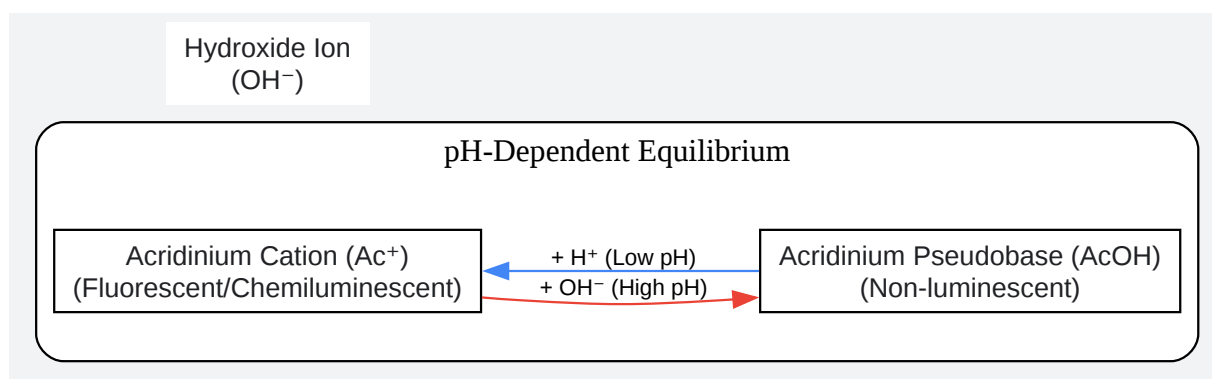 Hydroxide Ion
(OH⁻)
pH-Dependent Equilibrium
Acridinium Cation (Ac⁺)
(Fluorescent/Chemiluminescent)
+ H⁺ (Low pH)
+ OH⁻ (High pH)
Acridinium Pseudobase (AcOH)
(Non-luminescent)